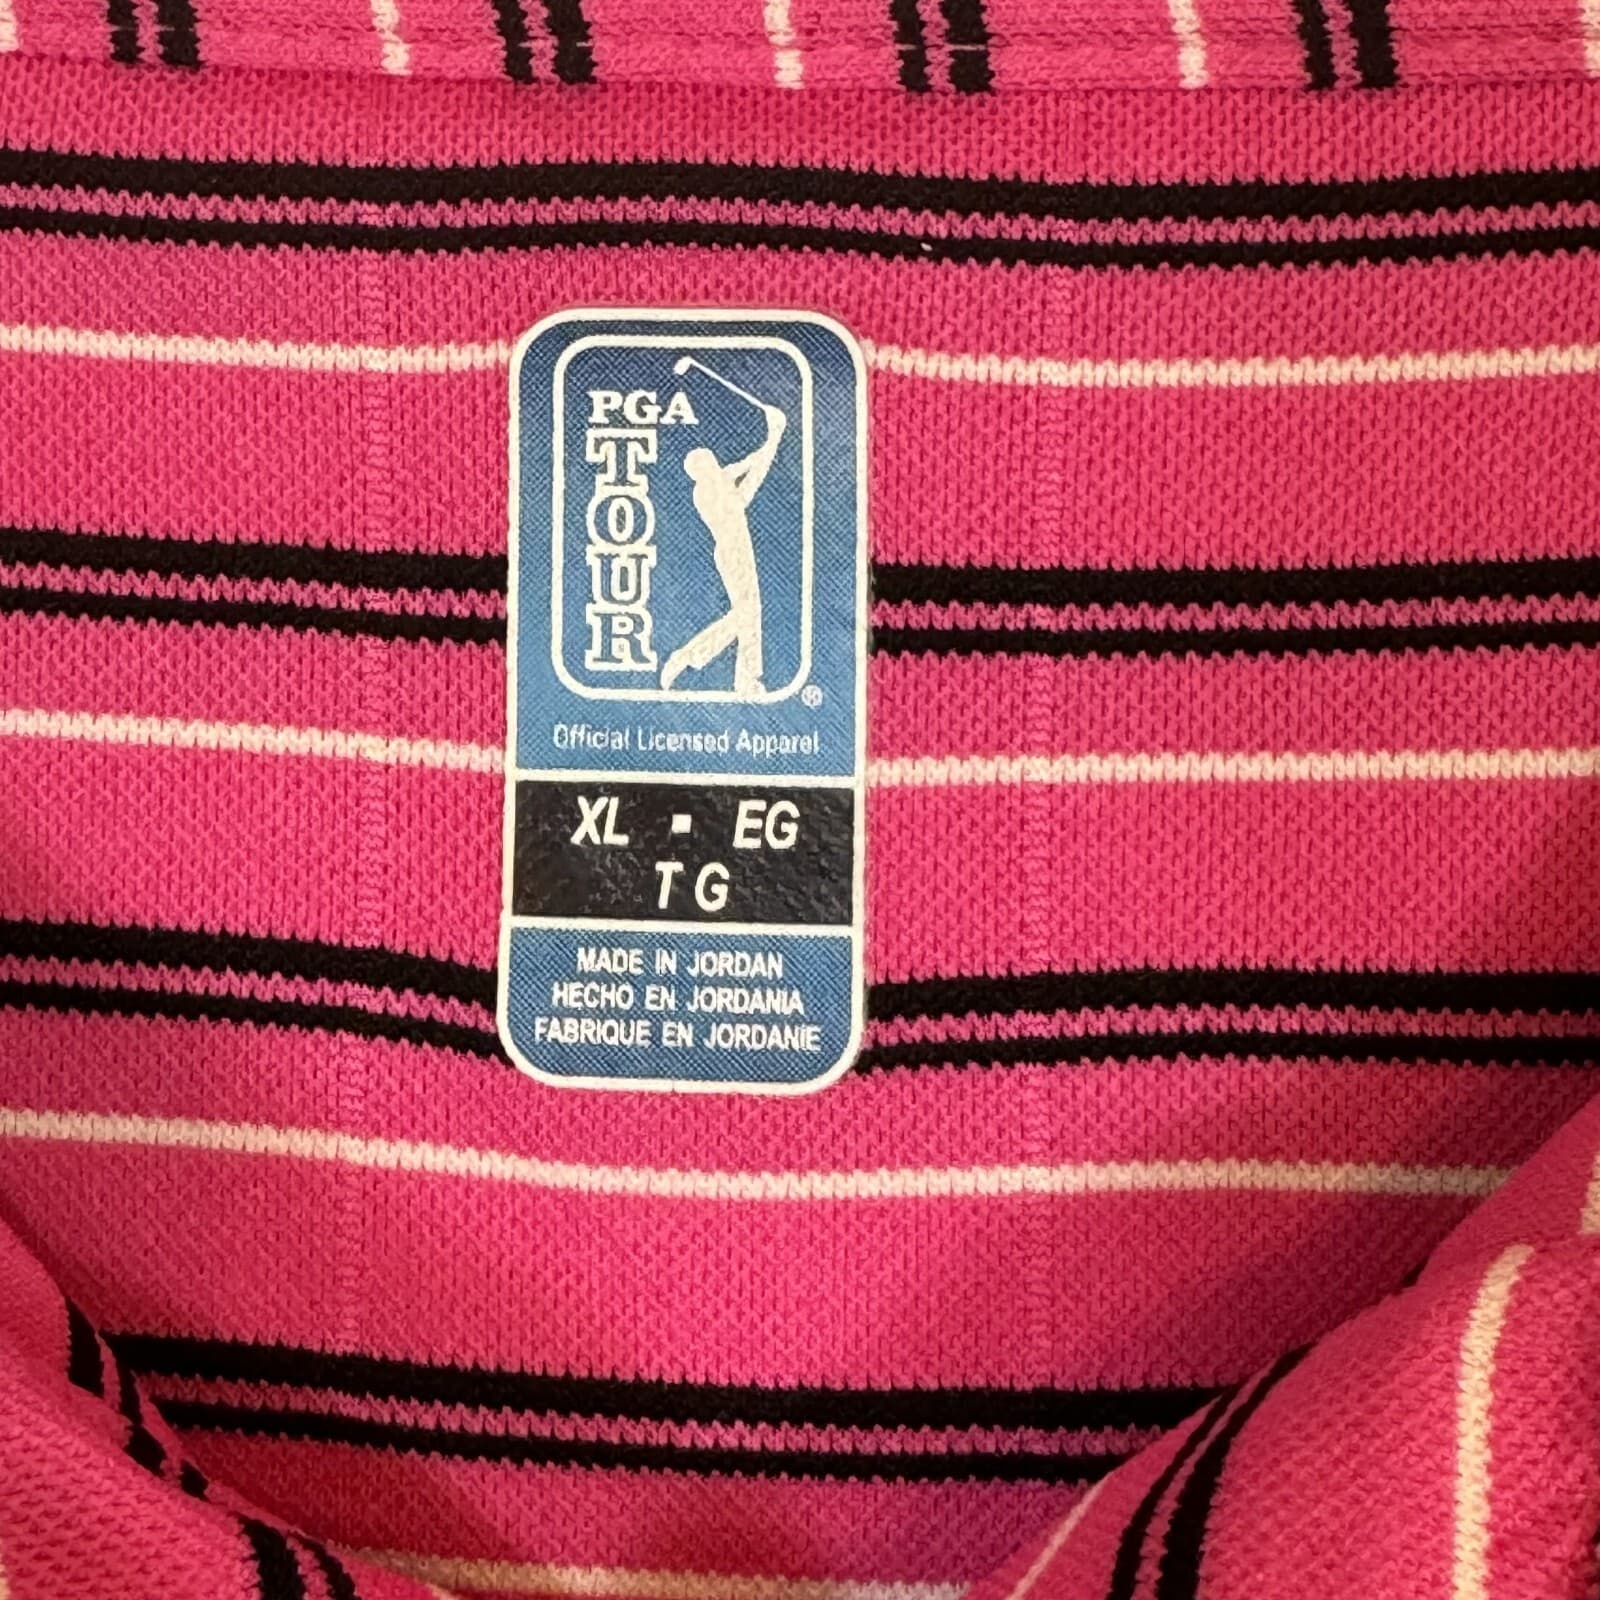 PGA
TOUR
®
Official Licensed Apparel
XL ▪ EG
TG
MADE IN JORDAN
HECHO EN JORDANIA
FABRIQUE EN JORDANIE